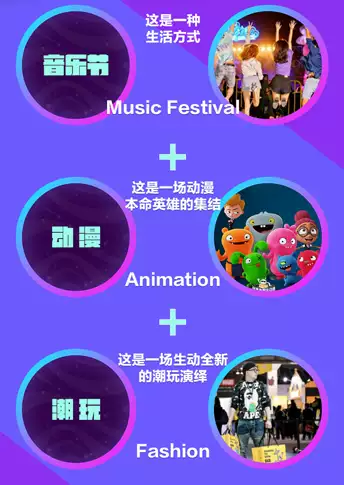 这是一种
生活方式
音乐节
Music Festival
+
这是一场动漫
本命英雄的集结
动漫
Animation
+
这是一场生动全新
的潮玩演绎
潮玩
Fashion